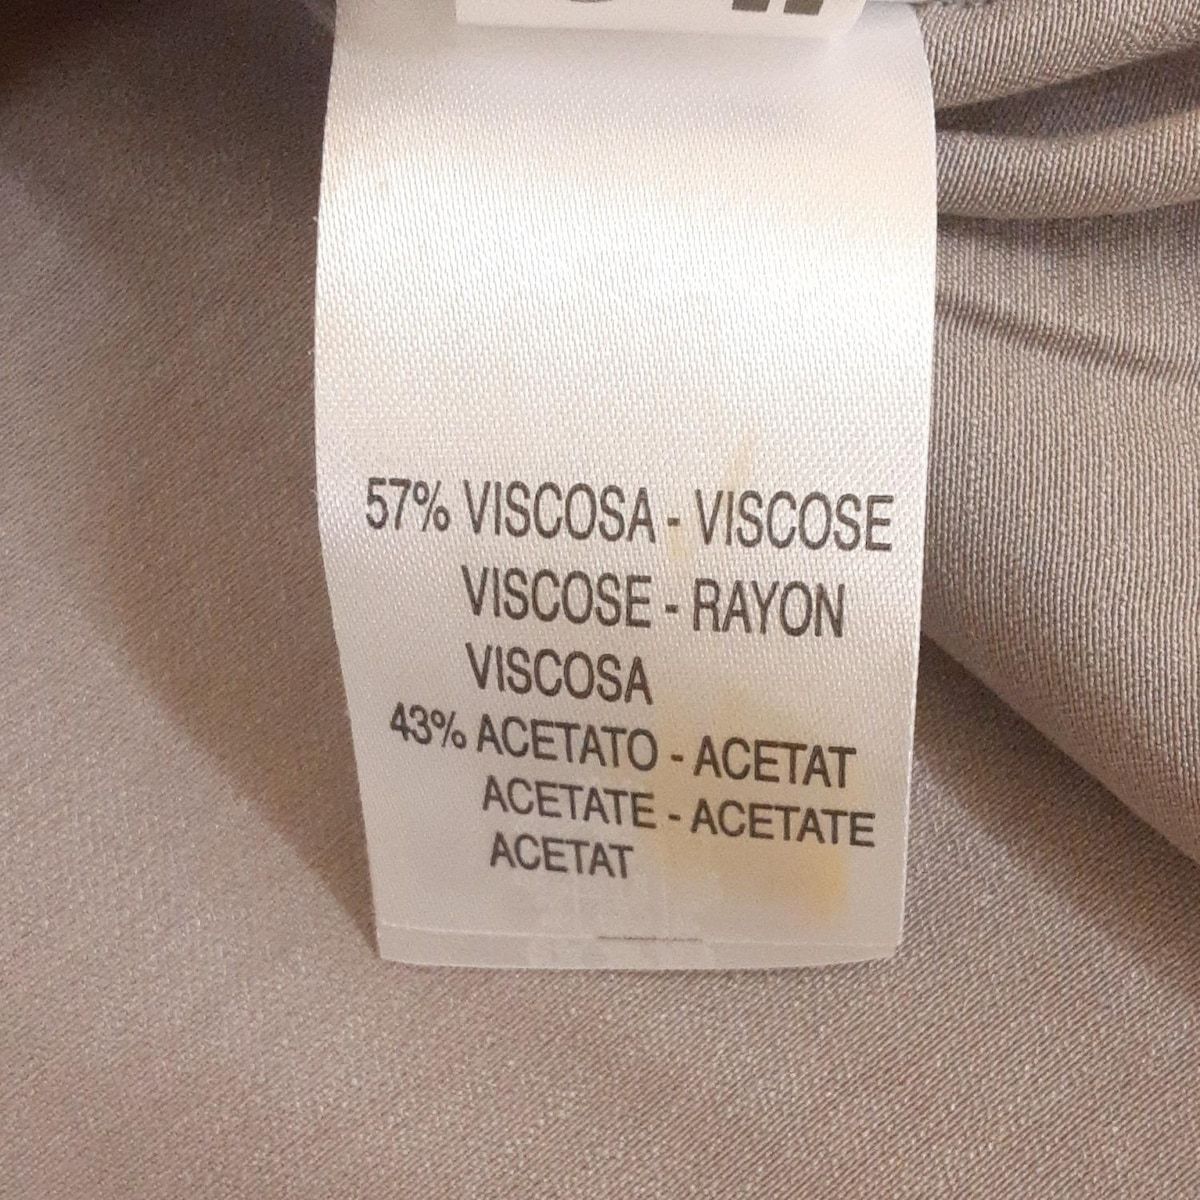 57% VISCOSA - VISCOSE
VISCOSE - RAYON
VISCOSA
43% ACETATO - ACETAT
ACETATE - ACETATE
ACETAT